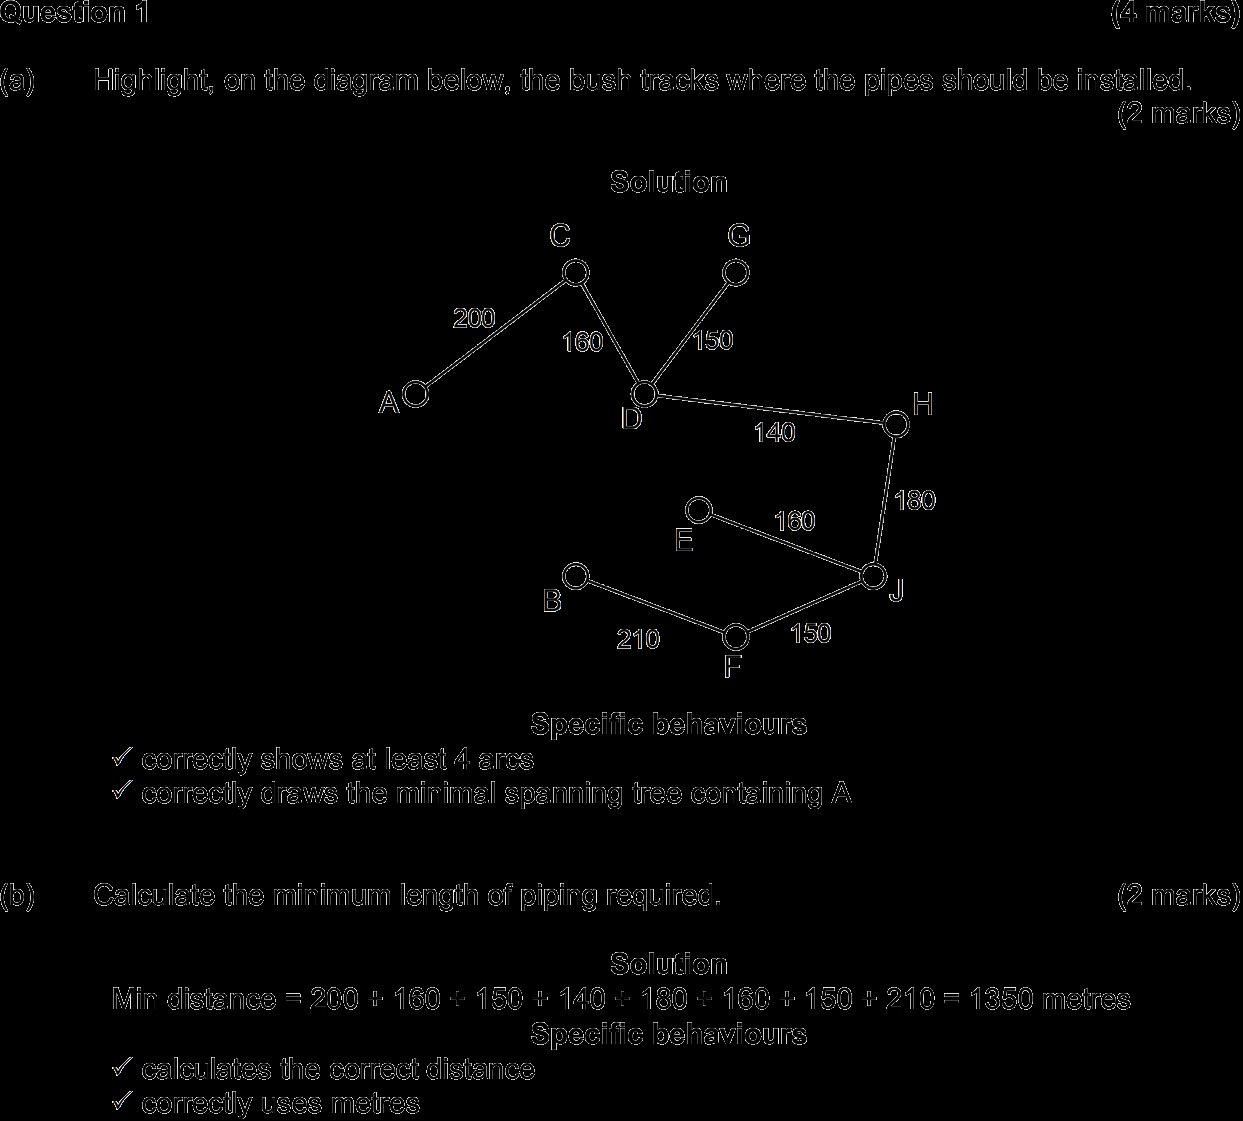 Question 1 (4 marks)
(a) Highlight, on the diagram below, the bush tracks where the pipes should be installed.
(2 marks)
Solution
C G
200
160 150
A D H
140
180
160
E
B J
210 150
F
Specific behaviours
✓ correctly shows at least 4 arcs
✓ correctly draws the minimal spanning tree containing A
(b) Calculate the minimum length of piping required. (2 marks)
Solution
Min distance = 200 + 160 + 150 + 140 + 180 + 160 + 150 + 210 = 1350 metres
Specific behaviours
✓ calculates the correct distance
✓ correctly uses metres